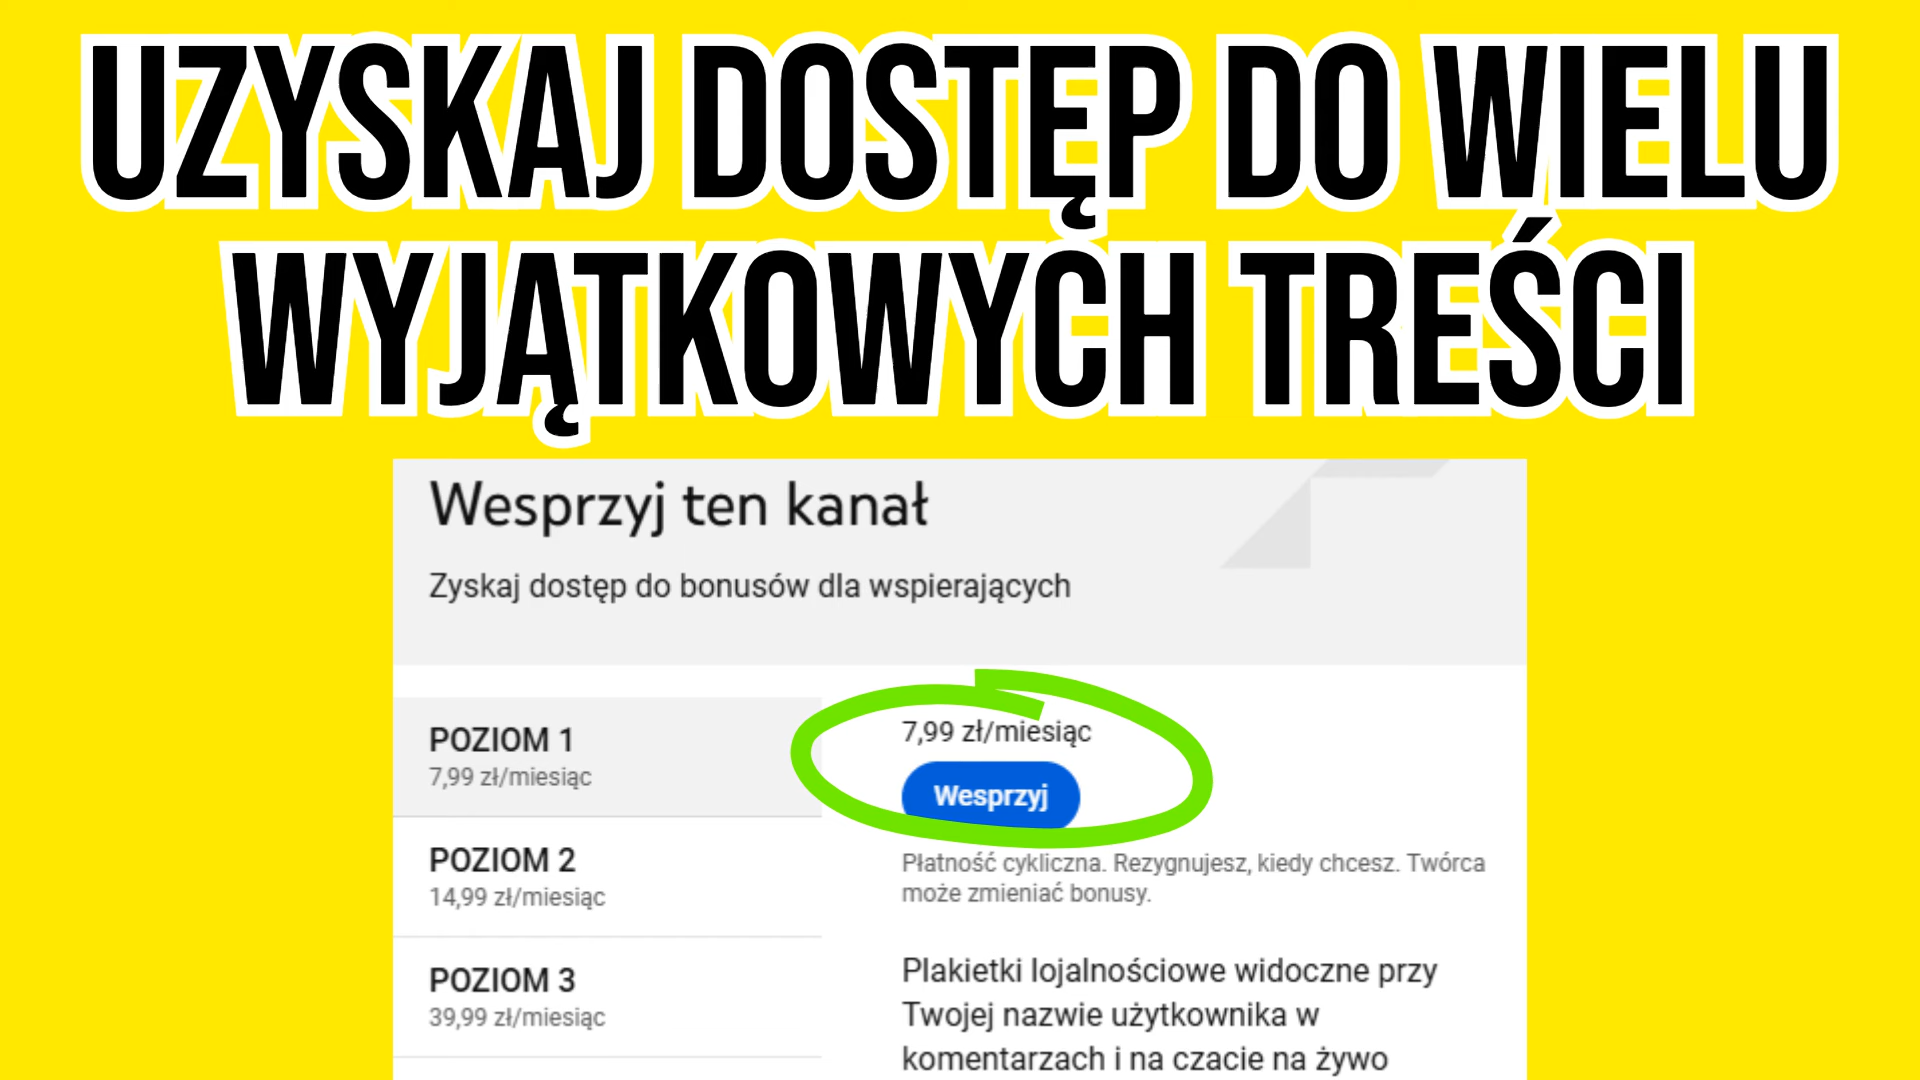 UZYSKAJ DOSTĘP DO WIELU
WYJĄTKOWYCH TREŚCI
Wesprzyj ten kanał
Zyskaj dostęp do bonusów dla wspierających
POZIOM 1
7,99 zł/miesiąc
POZIOM 2
14,99 zł/miesiąc
POZIOM 3
39,99 zł/miesiąc
7,99 zł/miesiąc
Wesprzyj
Płatność cykliczna. Rezygnujesz, kiedy chcesz. Twórca
może zmieniać bonusy.
Plakietki lojalnościowe widoczne przy
Twojej nazwie użytkownika w
komentarzach i na czacie na żywo